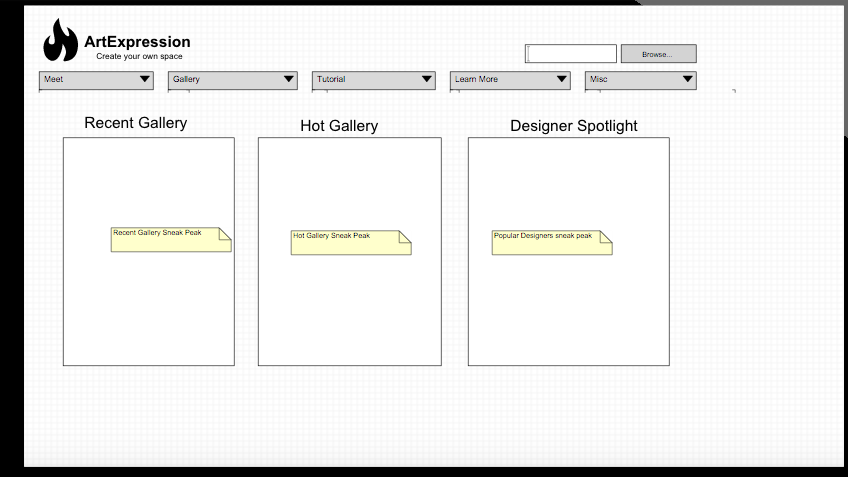 ArtExpression
Create your own space
Browse...
Meet
Gallery
Tutorial
Learn More
Misc
Recent Gallery
Hot Gallery
Designer Spotlight
Recent Gallery Sneak Peak
Hot Gallery Sneak Peak
Popular Designers sneak peak